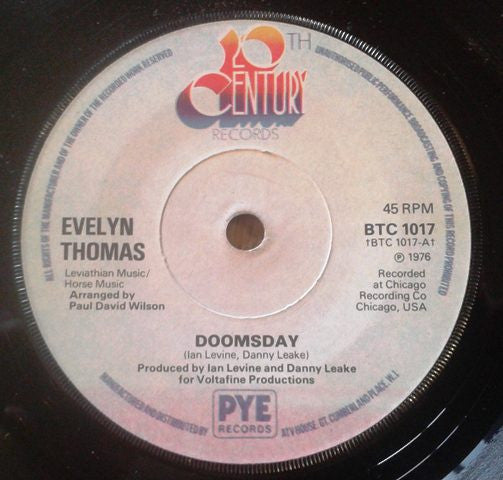 20TH
CENTURY
RECORDS
ALL RIGHTS OF THE MANUFACTURER AND OF THE OWNER OF THE RECORDED WORK RESERVED
UNAUTHORISED PUBLIC PERFORMANCE, BROADCASTING AND COPYING OF THIS RECORD PROHIBITED
EVELYN
THOMAS
Leviathian Music/
Horse Music
Arranged by
Paul David Wilson
45 RPM
BTC 1017
†BTC 1017-A†
℗ 1976
Recorded
at Chicago
Recording Co
Chicago, USA
DOOMSDAY
(Ian Levine, Danny Leake)
Produced by Ian Levine and Danny Leake
for Voltafine Productions
MANUFACTURED AND DISTRIBUTED BY
PYE
RECORDS
ATV HOUSE, GT. CUMBERLAND PLACE, W.1.